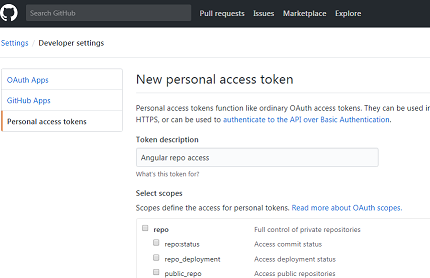 Search GitHub
Pull requests Issues Marketplace Explore
Settings / Developer settings
OAuth Apps
GitHub Apps
Personal access tokens
New personal access token
Personal access tokens function like ordinary OAuth access tokens. They can be used in
HTTPS, or can be used to authenticate to the API over Basic Authentication.
Token description
Angular repo access
What's this token for?
Select scopes
Scopes define the access for personal tokens. Read more about OAuth scopes.
repo Full control of private repositories
repo:status Access commit status
repo_deployment Access deployment status
public_repo Access public repositories